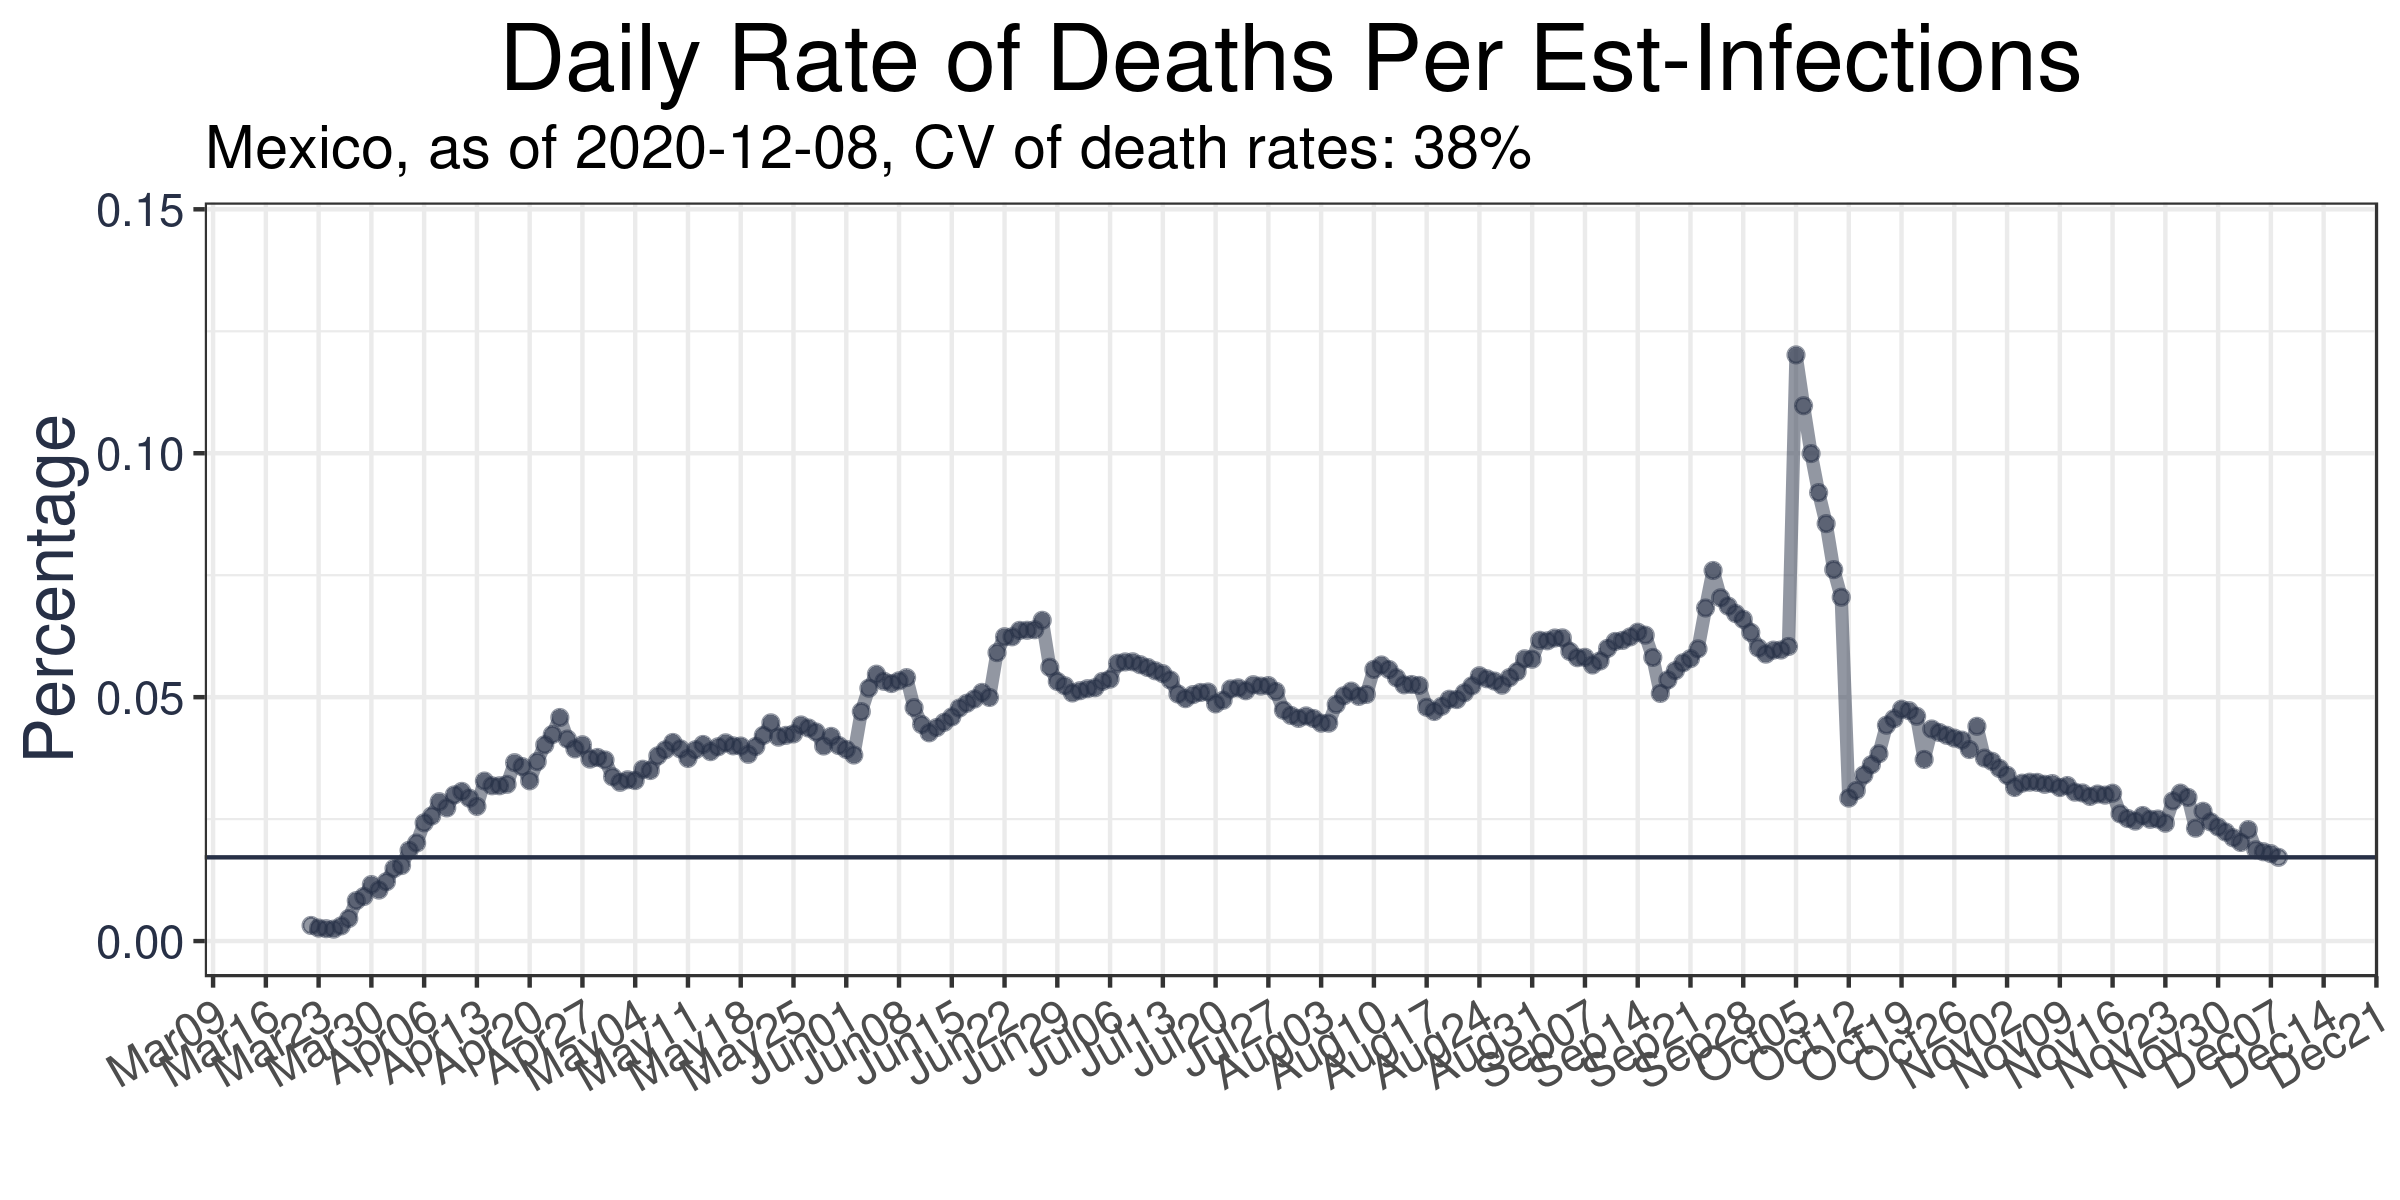 Daily Rate of Deaths Per Est-Infections
Mexico, as of 2020-12-08, CV of death rates: 38%
Percentage
0.15
0.10
0.05
0.00
Mar09
Mar16
Mar23
Mar30
Apr06
Apr13
Apr20
Apr27
May04
May11
May18
May25
Jun01
Jun08
Jun15
Jun22
Jun29
Jul06
Jul13
Jul20
Jul27
Aug03
Aug10
Aug17
Aug24
Aug31
Sep07
Sep14
Sep21
Sep28
Oct05
Oct12
Oct19
Oct26
Nov02
Nov09
Nov16
Nov23
Nov30
Dec07
Dec14
Dec21